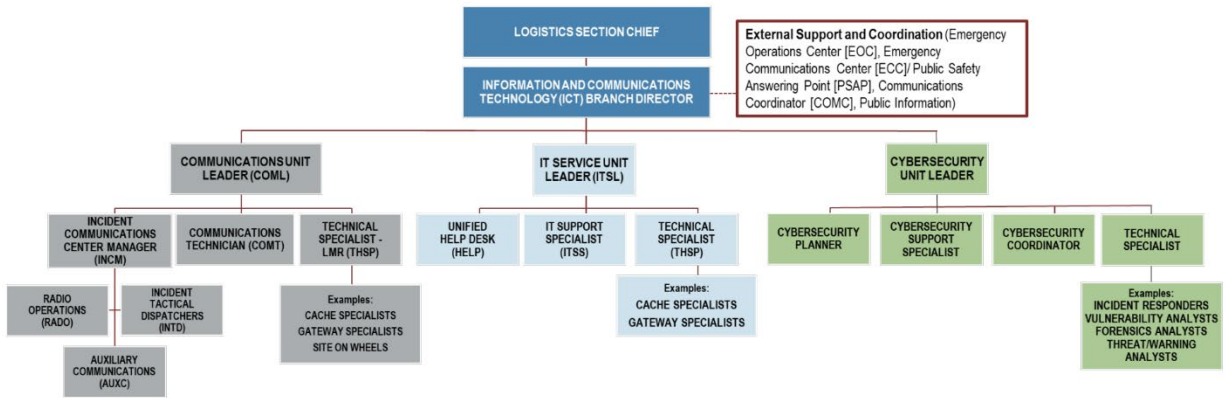 LOGISTICS SECTION CHIEF
External Support and Coordination (Emergency
Operations Center [EOC], Emergency
Communications Center [ECC]/ Public Safety
Answering Point [PSAP], Communications
Coordinator [COMC], Public Information)
INFORMATION AND COMMUNICATIONS
TECHNOLOGY (ICT) BRANCH DIRECTOR
COMMUNICATIONS UNIT
LEADER (COML)
IT SERVICE UNIT
LEADER (ITSL)
CYBERSECURITY
UNIT LEADER
INCIDENT
COMMUNICATIONS
CENTER MANAGER
(INCM)
COMMUNICATIONS
TECHNICIAN (COMT)
TECHNICAL
SPECIALIST -
LMR (THSP)
UNIFIED
HELP DESK
(HELP)
IT SUPPORT
SPECIALIST
(ITSS)
TECHNICAL
SPECIALIST
(THSP)
CYBERSECURITY
PLANNER
CYBERSECURITY
SUPPORT
SPECIALIST
CYBERSECURITY
COORDINATOR
TECHNICAL
SPECIALIST
RADIO
OPERATIONS
(RADO)
INCIDENT
TACTICAL
DISPATCHERS
(INTD)
AUXILIARY
COMMUNICATIONS
(AUXC)
Examples:
CACHE SPECIALISTS
GATEWAY SPECIALISTS
SITE ON WHEELS
Examples:
CACHE SPECIALISTS
GATEWAY SPECIALISTS
Examples:
INCIDENT RESPONDERS
VULNERABILITY ANALYSTS
FORENSICS ANALYSTS
THREAT/WARNING
ANALYSTS